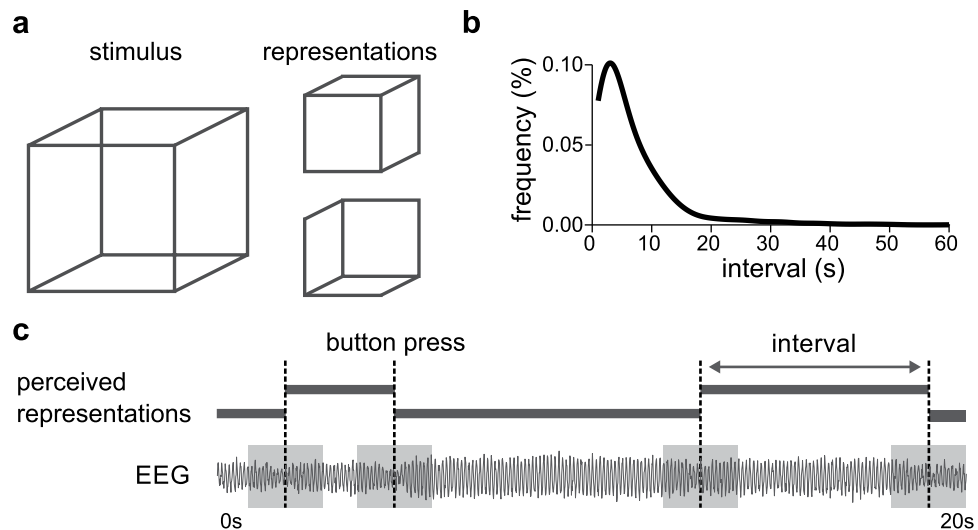 a
stimulus
representations
b
frequency (%)
0.10
0.05
0.00
0 10 20 30 40 50 60
interval (s)
c
button press
interval
perceived
representations
EEG
0s
20s